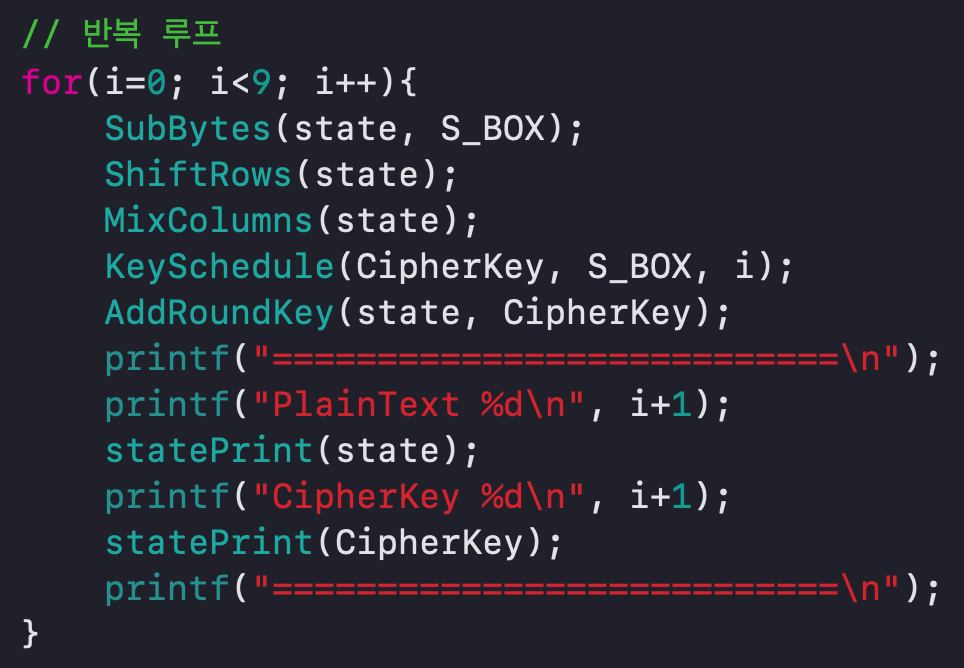 // 반복 루프
for(i=0; i<9; i++){
    SubBytes(state, S_BOX);
    ShiftRows(state);
    MixColumns(state);
    KeySchedule(CipherKey, S_BOX, i);
    AddRoundKey(state, CipherKey);
    printf("===========================\n");
    printf("PlainText %d\n", i+1);
    statePrint(state);
    printf("CipherKey %d\n", i+1);
    statePrint(CipherKey);
    printf("===========================\n");
}